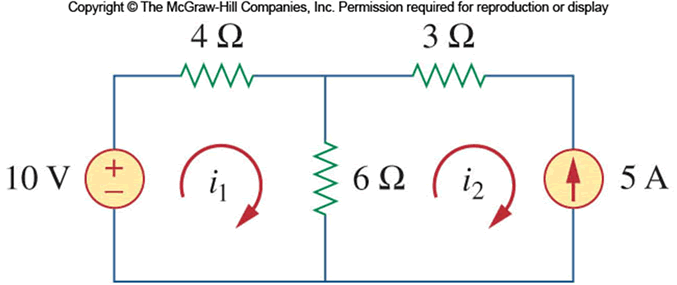 Copyright © The McGraw-Hill Companies, Inc. Permission required for reproduction or display
4 Ω 3 Ω
10 V + − i₁ 6 Ω i₂ 5 A